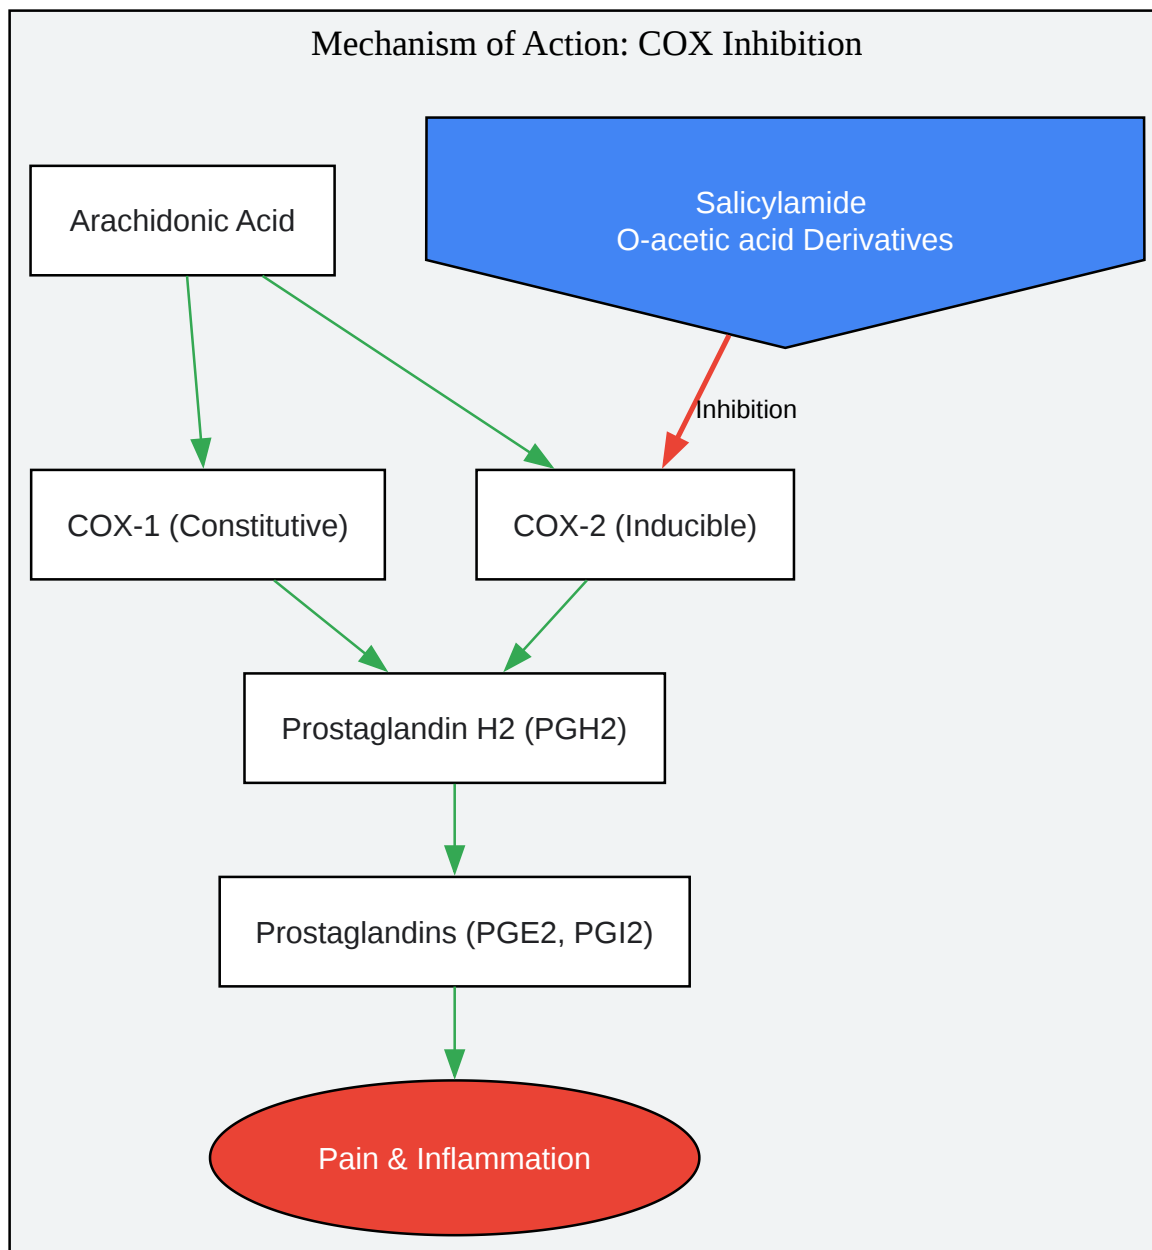 Mechanism of Action: COX Inhibition
Salicylamide
O-acetic acid Derivatives
Arachidonic Acid
Inhibition
COX-1 (Constitutive)
COX-2 (Inducible)
Prostaglandin H2 (PGH2)
Prostaglandins (PGE2, PGI2)
Pain & Inflammation